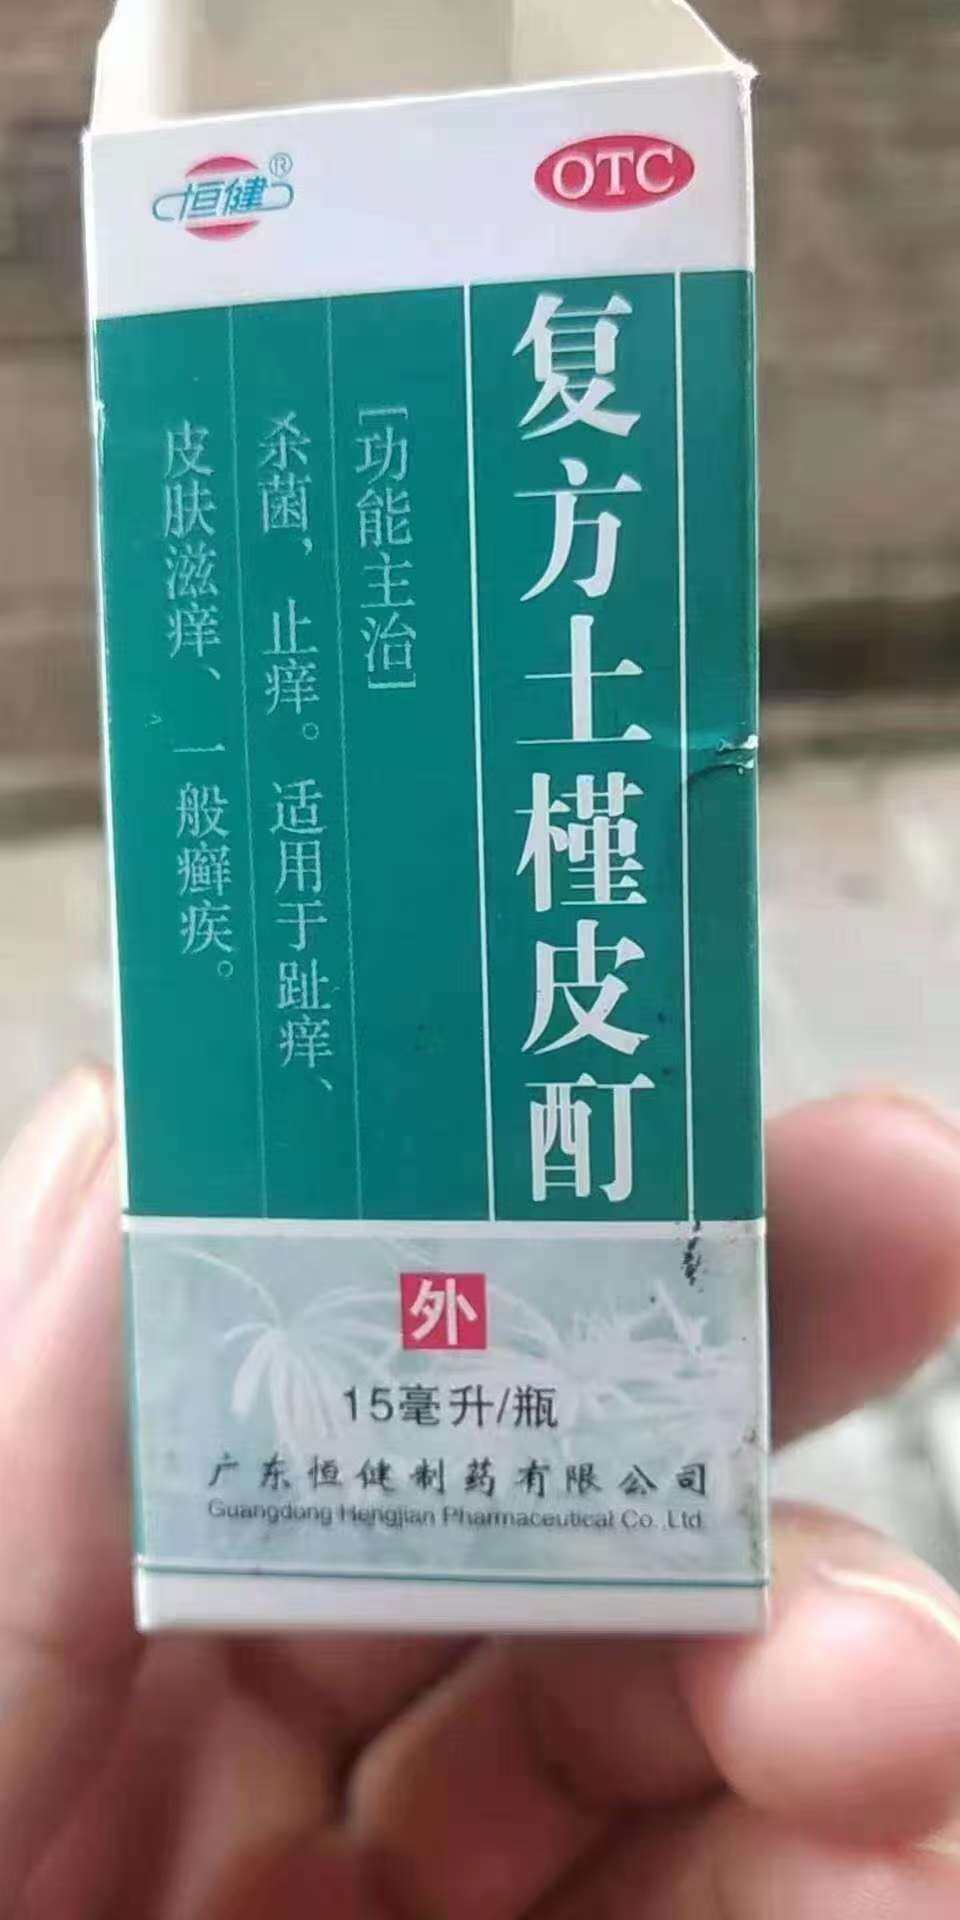 恒健®
OTC
复方土槿皮酊
[功能主治]
杀菌，止痒。适用于趾痒、
皮肤滋痒、一般癣疾。
外
15毫升/瓶
广东恒健制药有限公司
Guangdong Hengjian Pharmaceutical Co.,Ltd.